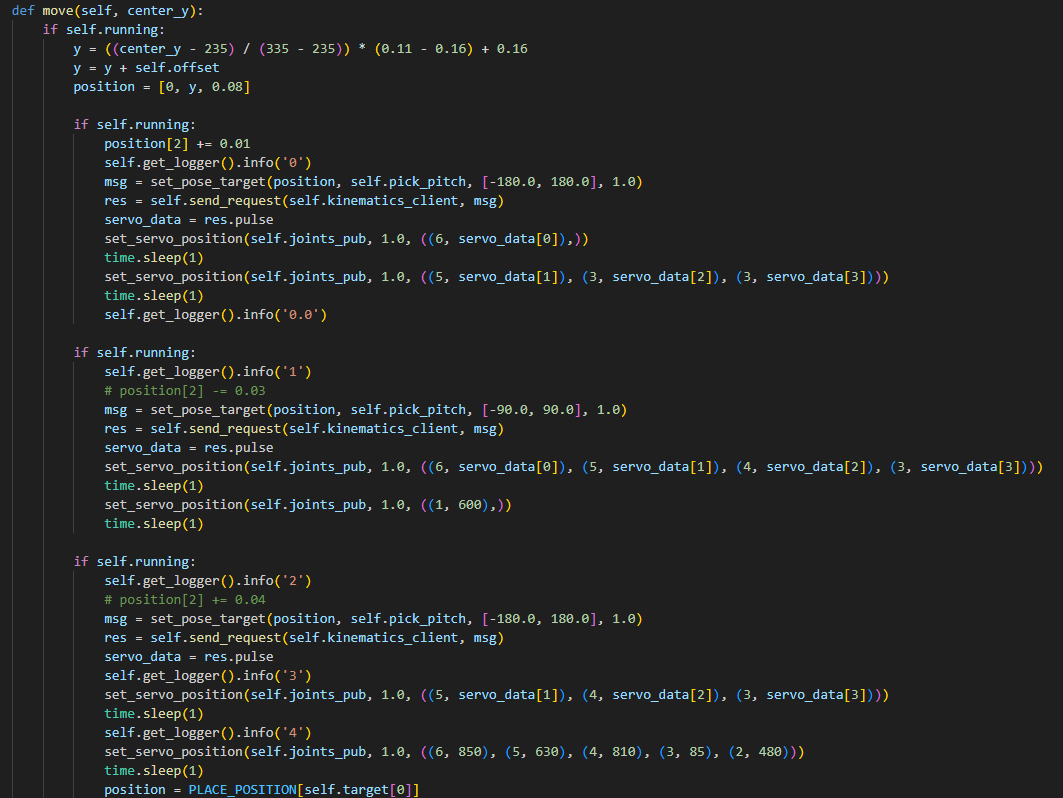 def move(self, center_y):
    if self.running:
        y = ((center_y - 235) / (335 - 235)) * (0.11 - 0.16) + 0.16
        y = y + self.offset
        position = [0, y, 0.08]

        if self.running:
            position[2] += 0.01
            self.get_logger().info('0')
            msg = set_pose_target(position, self.pick_pitch, [-180.0, 180.0], 1.0)
            res = self.send_request(self.kinematics_client, msg)
            servo_data = res.pulse
            set_servo_position(self.joints_pub, 1.0, ((6, servo_data[0]),))
            time.sleep(1)
            set_servo_position(self.joints_pub, 1.0, ((5, servo_data[1]), (3, servo_data[2]), (3, servo_data[3])))
            time.sleep(1)
            self.get_logger().info('0.0')

        if self.running:
            self.get_logger().info('1')
            # position[2] -= 0.03
            msg = set_pose_target(position, self.pick_pitch, [-90.0, 90.0], 1.0)
            res = self.send_request(self.kinematics_client, msg)
            servo_data = res.pulse
            set_servo_position(self.joints_pub, 1.0, ((6, servo_data[0]), (5, servo_data[1]), (4, servo_data[2]), (3, servo_data[3])))
            time.sleep(1)
            set_servo_position(self.joints_pub, 1.0, ((1, 600),))
            time.sleep(1)

        if self.running:
            self.get_logger().info('2')
            # position[2] += 0.04
            msg = set_pose_target(position, self.pick_pitch, [-180.0, 180.0], 1.0)
            res = self.send_request(self.kinematics_client, msg)
            servo_data = res.pulse
            self.get_logger().info('3')
            set_servo_position(self.joints_pub, 1.0, ((5, servo_data[1]), (4, servo_data[2]), (3, servo_data[3])))
            time.sleep(1)
            self.get_logger().info('4')
            set_servo_position(self.joints_pub, 1.0, ((6, 850), (5, 630), (4, 810), (3, 85), (2, 480)))
            time.sleep(1)
            position = PLACE_POSITION[self.target[0]]